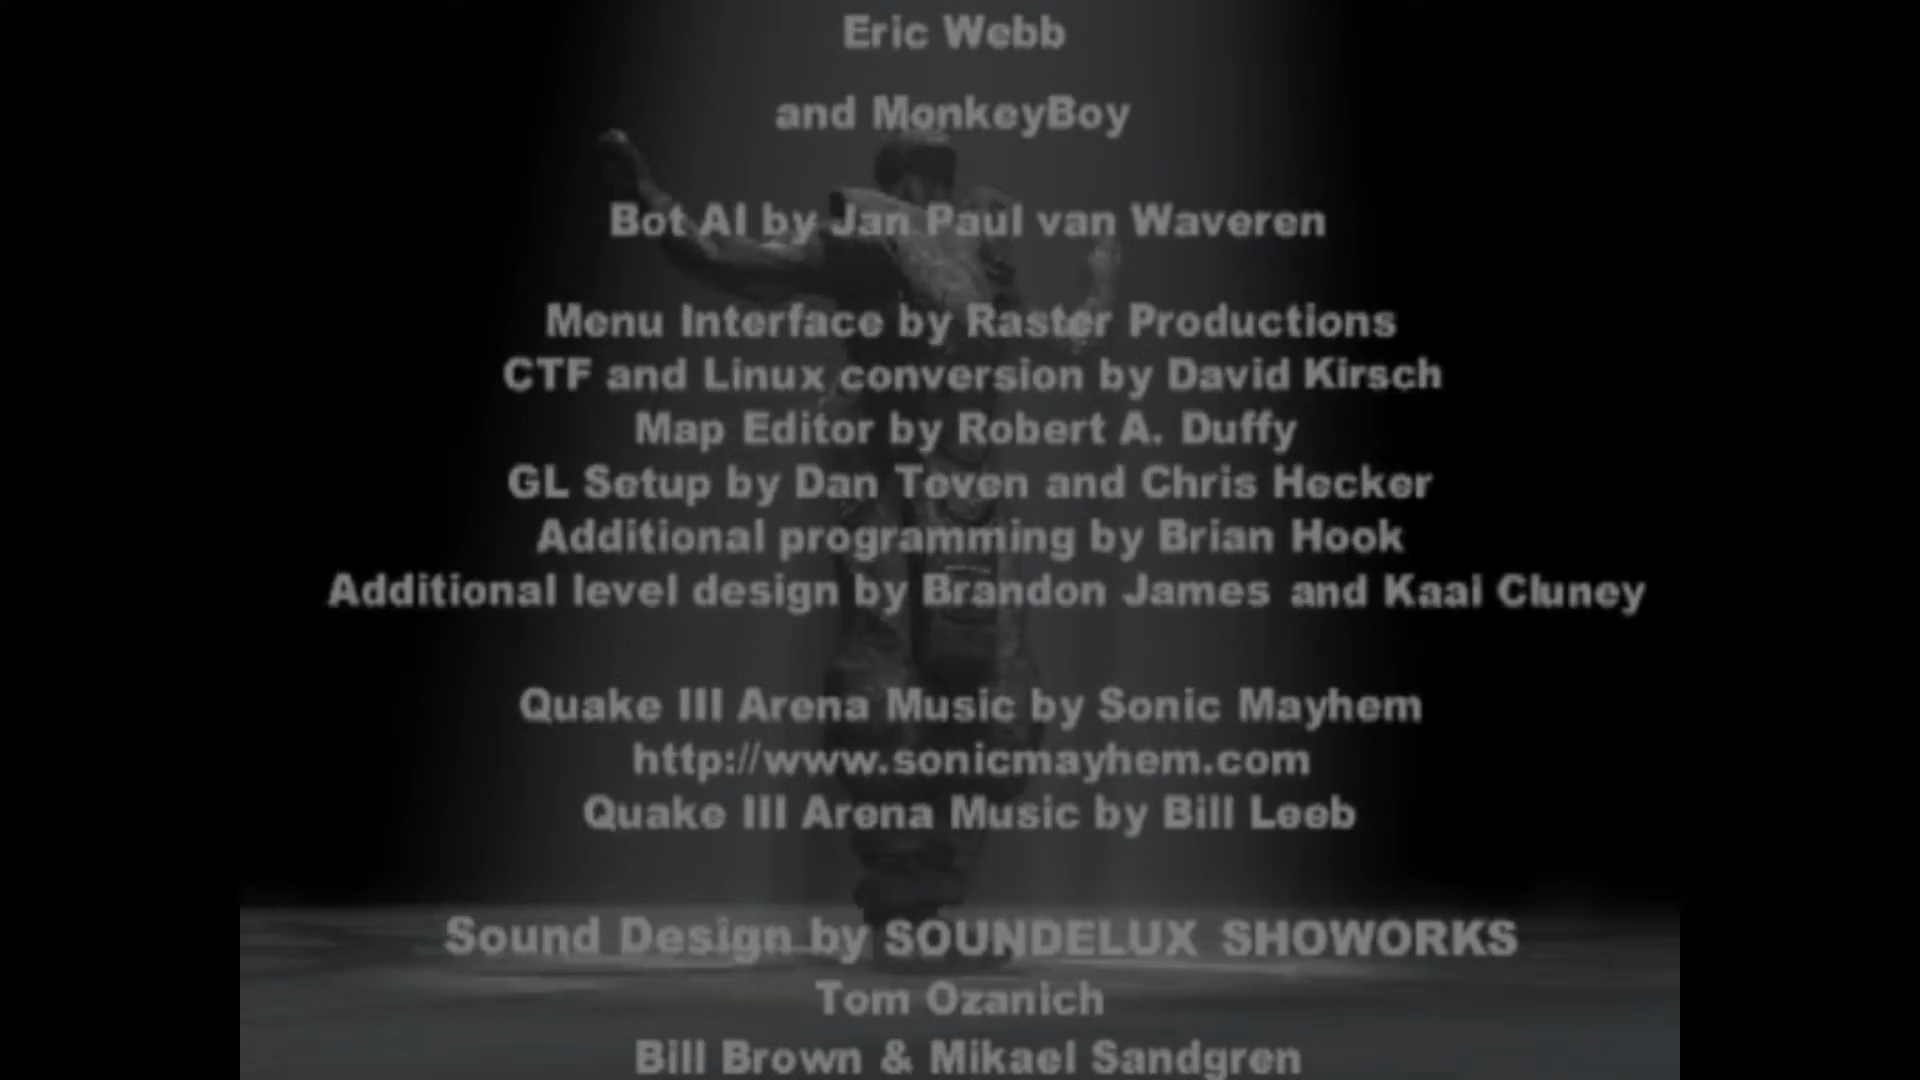 Eric Webb
and MonkeyBoy
Bot AI by Jan Paul van Waveren
Menu Interface by Raster Productions
CTF and Linux conversion by David Kirsch
Map Editor by Robert A. Duffy
GL Setup by Dan Teven and Chris Hecker
Additional programming by Brian Hook
Additional level design by Brandon James and Kaai Cluney
Quake III Arena Music by Sonic Mayhem
http://www.sonicmayhem.com
Quake III Arena Music by Bill Leeb
Sound Design by SOUNDELUX SHOWORKS
Tom Ozanich
Bill Brown & Mikael Sandgren